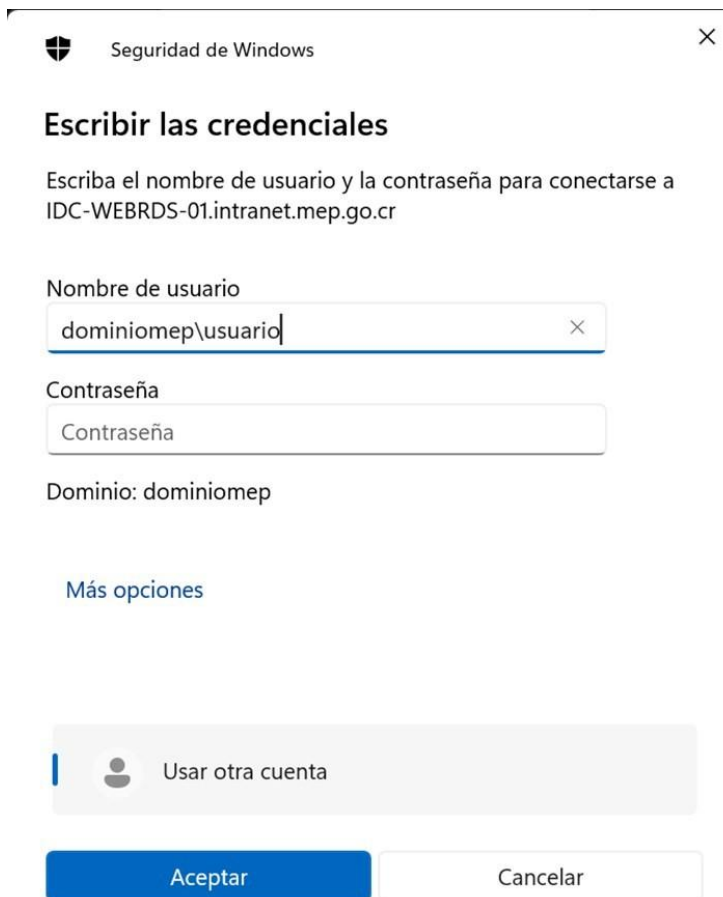 Seguridad de Windows
Escribir las credenciales
Escriba el nombre de usuario y la contraseña para conectarse a
IDC-WEBRDS-01.intranet.mep.go.cr
Nombre de usuario
dominiomep\usuario
Contraseña
Contraseña
Dominio: dominiomep
Más opciones
Usar otra cuenta
Aceptar
Cancelar